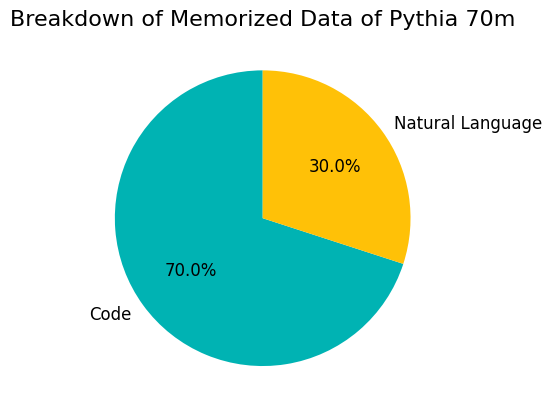 Breakdown of Memorized Data of Pythia 70m
Natural Language
30.0%
70.0%
Code